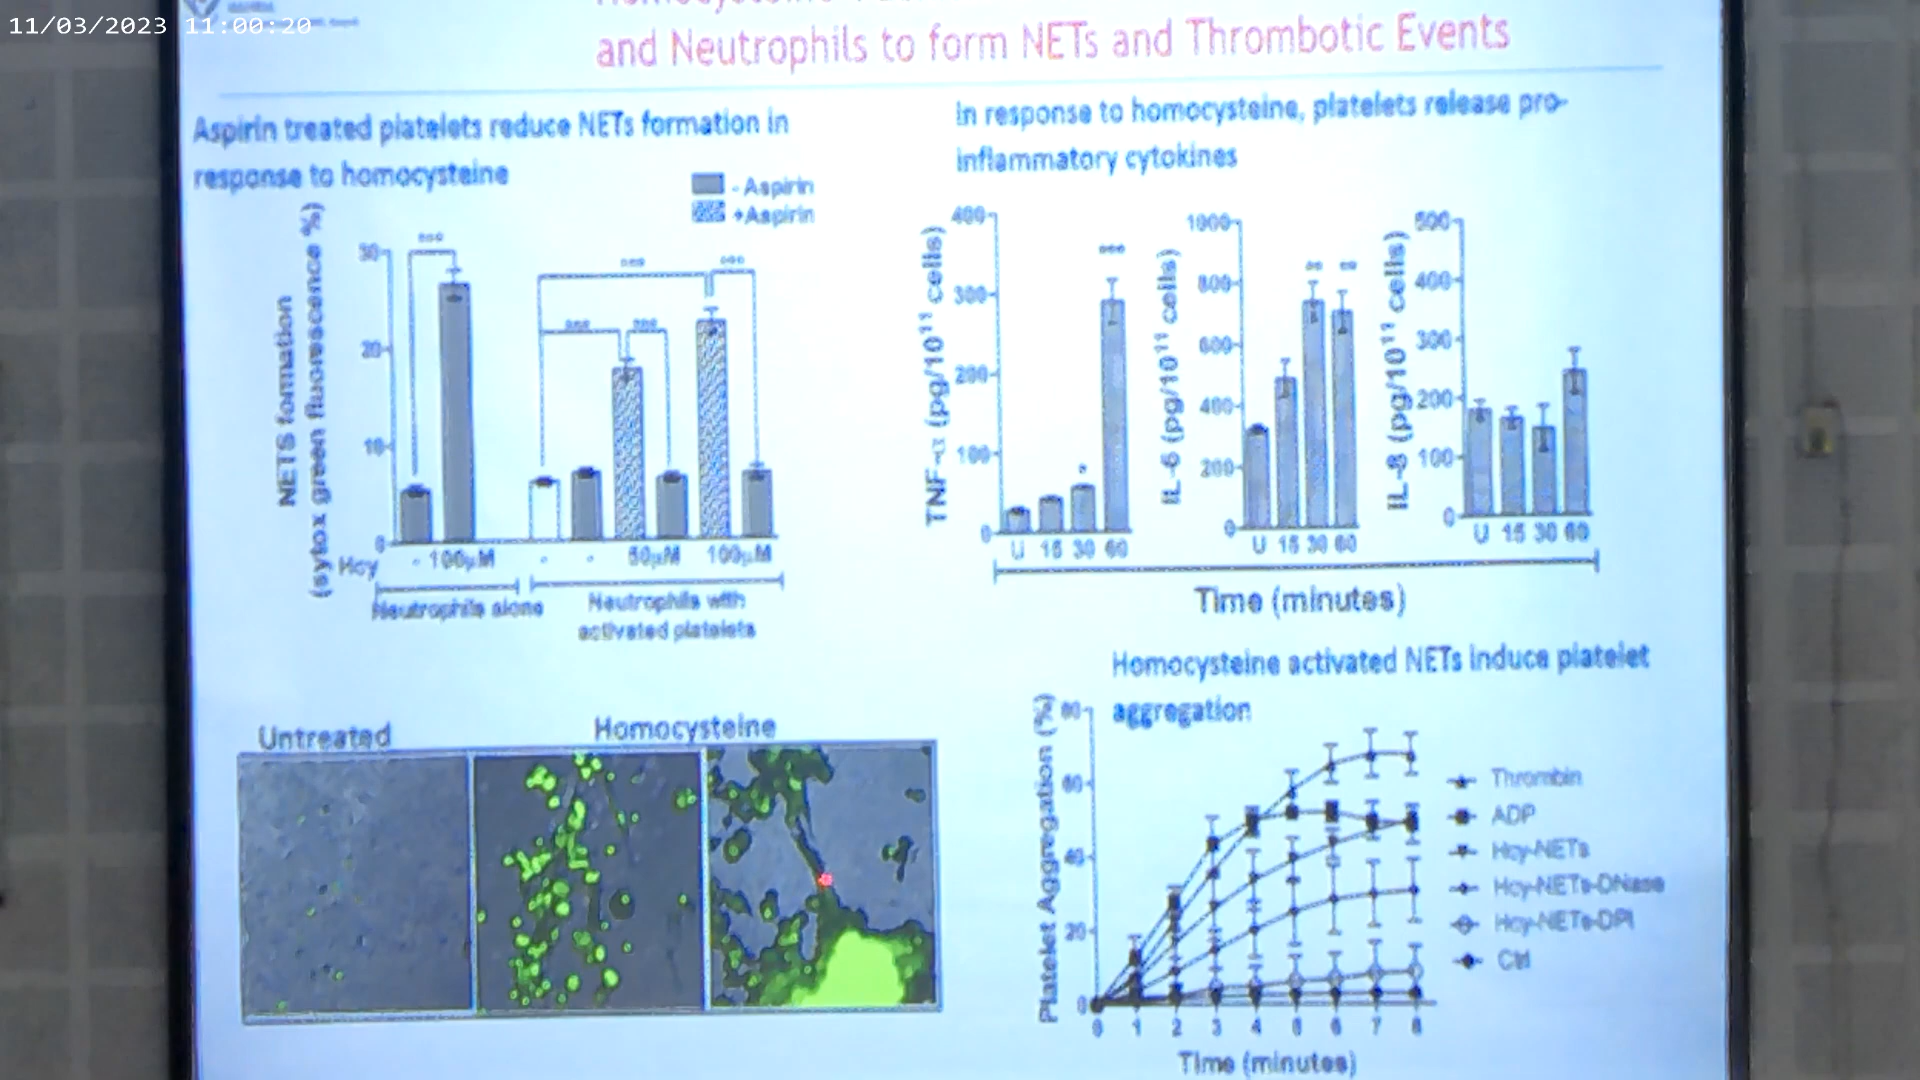 11/03/2023 11:00:20
and Neutrophils to form NETs and Thrombotic Events
Aspirin treated platelets reduce NETs formation in
response to homocysteine
- Aspirin
+Aspirin
NETS formation
(sytox green fluorescence %)
30
20
10
0
Hcy
- 100µM
- - 50µM 100µM
Neutrophils alone
Neutrophils with
activated platelets
In response to homocysteine, platelets release pro-
inflammatory cytokines
TNF-α (pg/10¹¹ cells)
400
300
200
100
0
U 15 30 60
IL-6 (pg/10¹¹ cells)
1000
800
600
400
200
0
U 15 30 60
IL-8 (pg/10¹¹ cells)
500
400
300
200
100
0
U 15 30 60
Time (minutes)
Untreated
Homocysteine
Homocysteine activated NETs induce platelet
aggregation
Platelet Aggregation (%)
80
60
40
20
0
0 1 2 3 4 5 6 7 8
Time (minutes)
Thrombin
ADP
Hcy-NETs
Hcy-NETs-DNase
Hcy-NETs-DPI
Ctrl